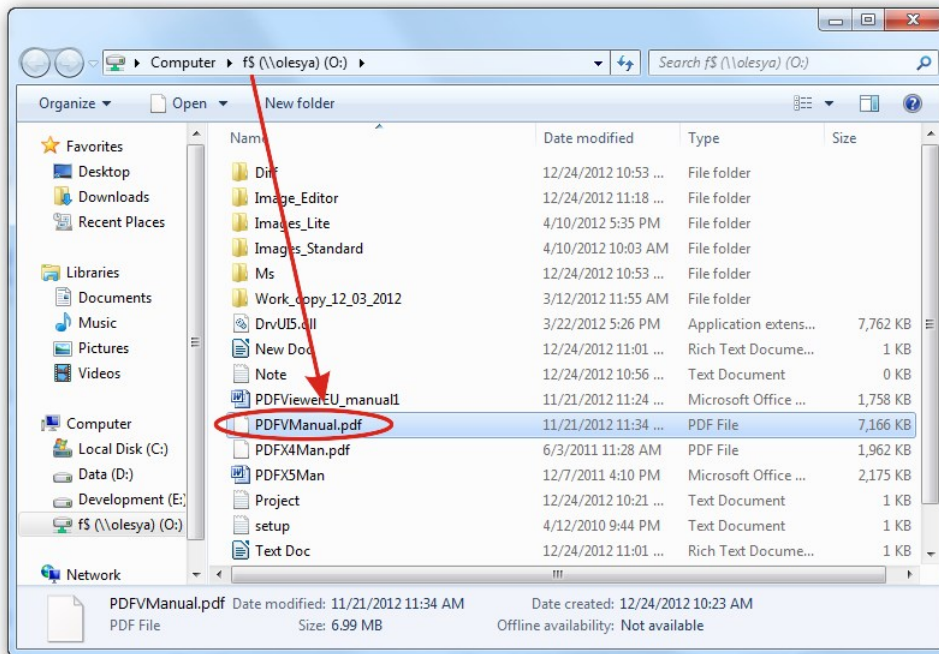 Computer f$ (\\olesya) (O:)
Search f$ (\\olesya) (O:)
Organize Open New folder
Favorites
Desktop
Downloads
Recent Places
Libraries
Documents
Music
Pictures
Videos
Computer
Local Disk (C:)
Data (D:)
Development (E:)
f$ (\\olesya) (O:)
Network
Name Date modified Type Size
Diff 12/24/2012 10:53 ... File folder
Image_Editor 12/24/2012 11:18 ... File folder
Images_Lite 4/10/2012 5:35 PM File folder
Images_Standard 4/10/2012 10:03 AM File folder
Ms 12/24/2012 10:53 ... File folder
Work_copy_12_03_2012 3/12/2012 11:55 AM File folder
DrvUI5.dll 3/22/2012 5:26 PM Application extens... 7,762 KB
New Doc 12/24/2012 11:01 ... Rich Text Docume... 1 KB
Note 12/24/2012 10:56 ... Text Document 0 KB
PDFViewerEU_manual1 11/21/2012 11:24 ... Microsoft Office ... 1,758 KB
PDFVManual.pdf 11/21/2012 11:34 ... PDF File 7,166 KB
PDFX4Man.pdf 6/3/2011 11:28 AM PDF File 1,962 KB
PDFX5Man 12/7/2011 4:10 PM Microsoft Office ... 2,175 KB
Project 12/24/2012 10:21 ... Text Document 1 KB
setup 4/12/2010 9:44 PM Text Document 1 KB
Text Doc 12/24/2012 11:01 ... Rich Text Docume... 1 KB
PDFVManual.pdf Date modified: 11/21/2012 11:34 AM Date created: 12/24/2012 10:23 AM
PDF File Size: 6.99 MB Offline availability: Not available